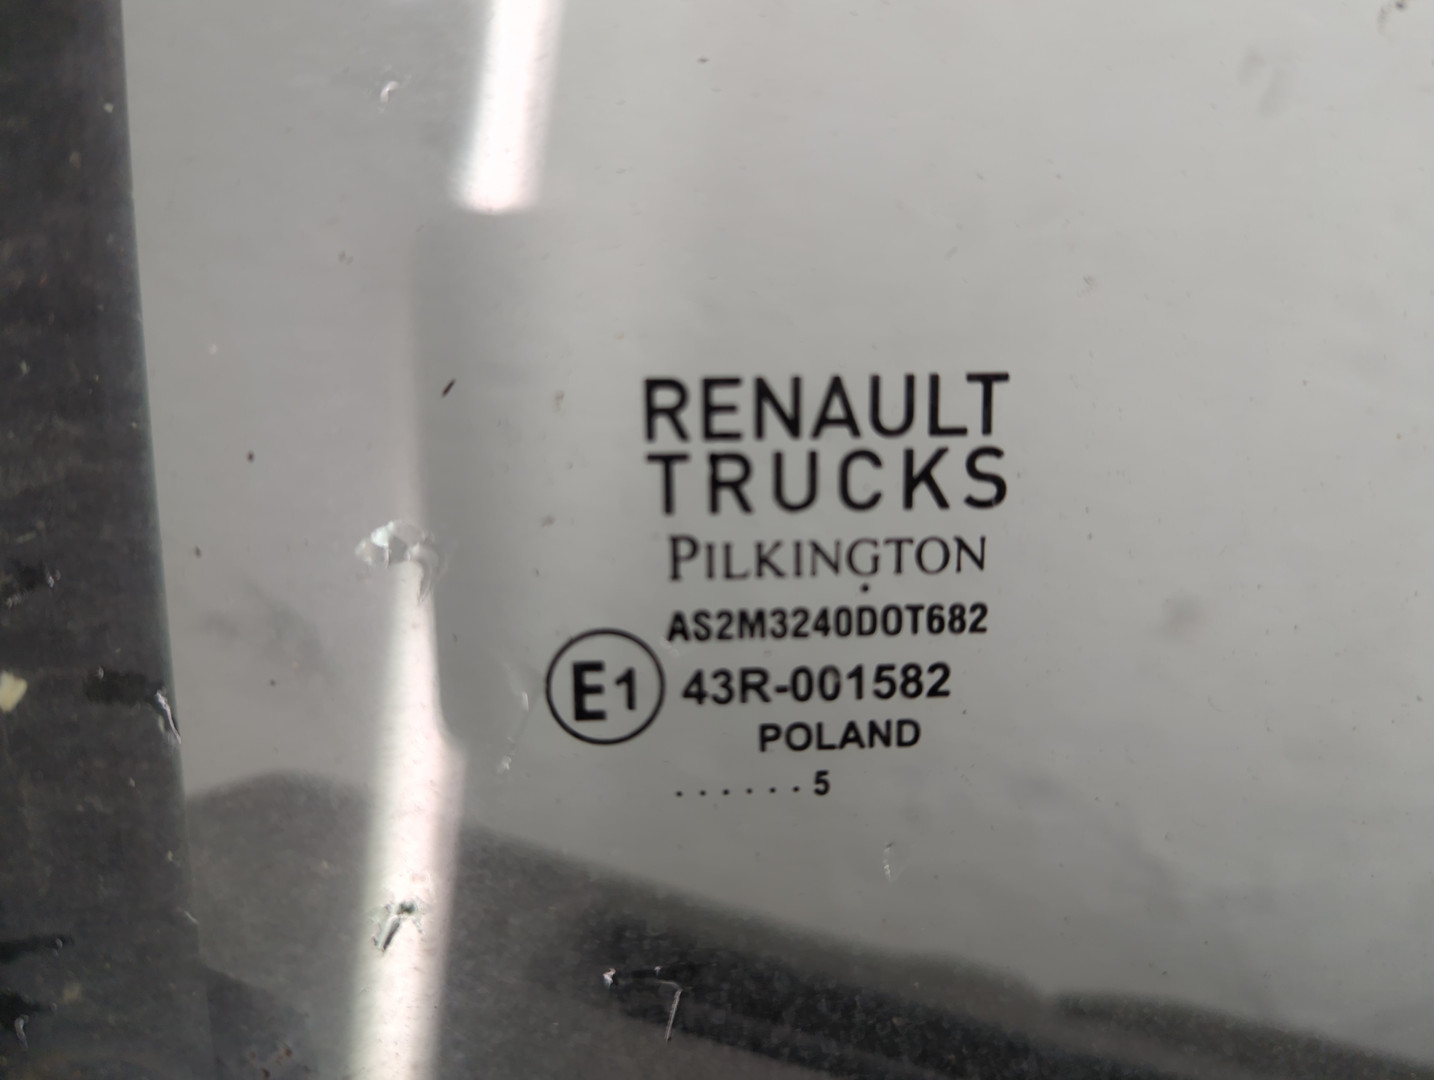 RENAULT
TRUCKS
PILKINGTON
AS2M3240DOT682
E1 43R-001582
POLAND
......5